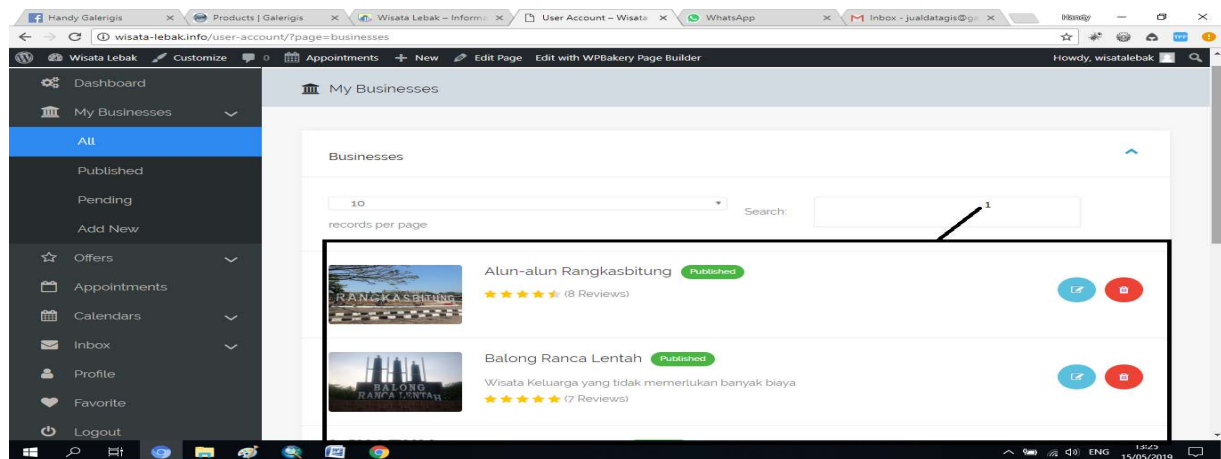 Handy Galerigis
Products | Galerigis
Wisata Lebak – Inform
User Account – Wisata
WhatsApp
Inbox - jualdatagis@g
Handy
wisata-lebak.info/user-account/?page=businesses
Wisata Lebak
Customize
0
Appointments
New
Edit Page
Edit with WPBakery Page Builder
Howdy, wisatalebak
Dashboard
My Businesses
All
Published
Pending
Add New
Offers
Appointments
Calendars
Inbox
Profile
Favorite
Logout
My Businesses
Businesses
10
records per page
Search:
1
RANGKASBITUNG
Alun-alun Rangkasbitung Published
(8 Reviews)
BALONG
RANCA LENTAH
Balong Ranca Lentah Published
Wisata Keluarga yang tidak memerlukan banyak biaya
(7 Reviews)
ENG
13:25
15/05/2019